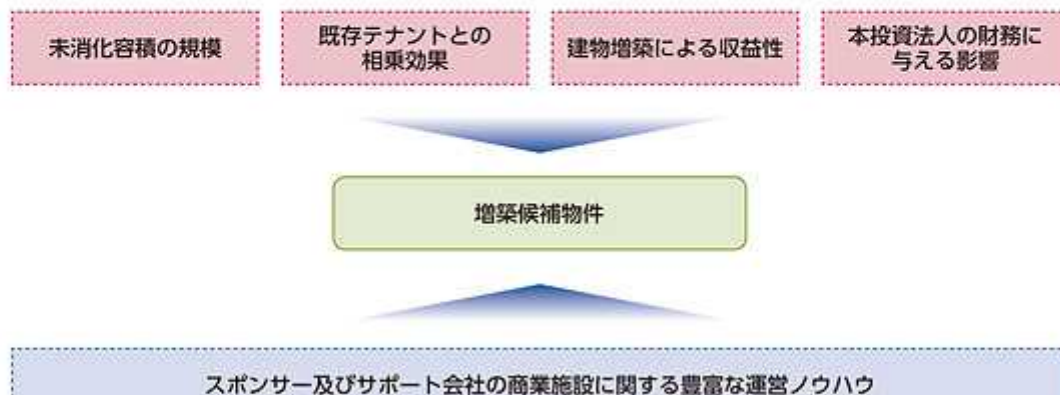 未消化容積の規模
既存テナントとの
相乗効果
建物増築による収益性
本投資法人の財務に
与える影響
増築候補物件
スポンサー及びサポート会社の商業施設に関する豊富な運営ノウハウ